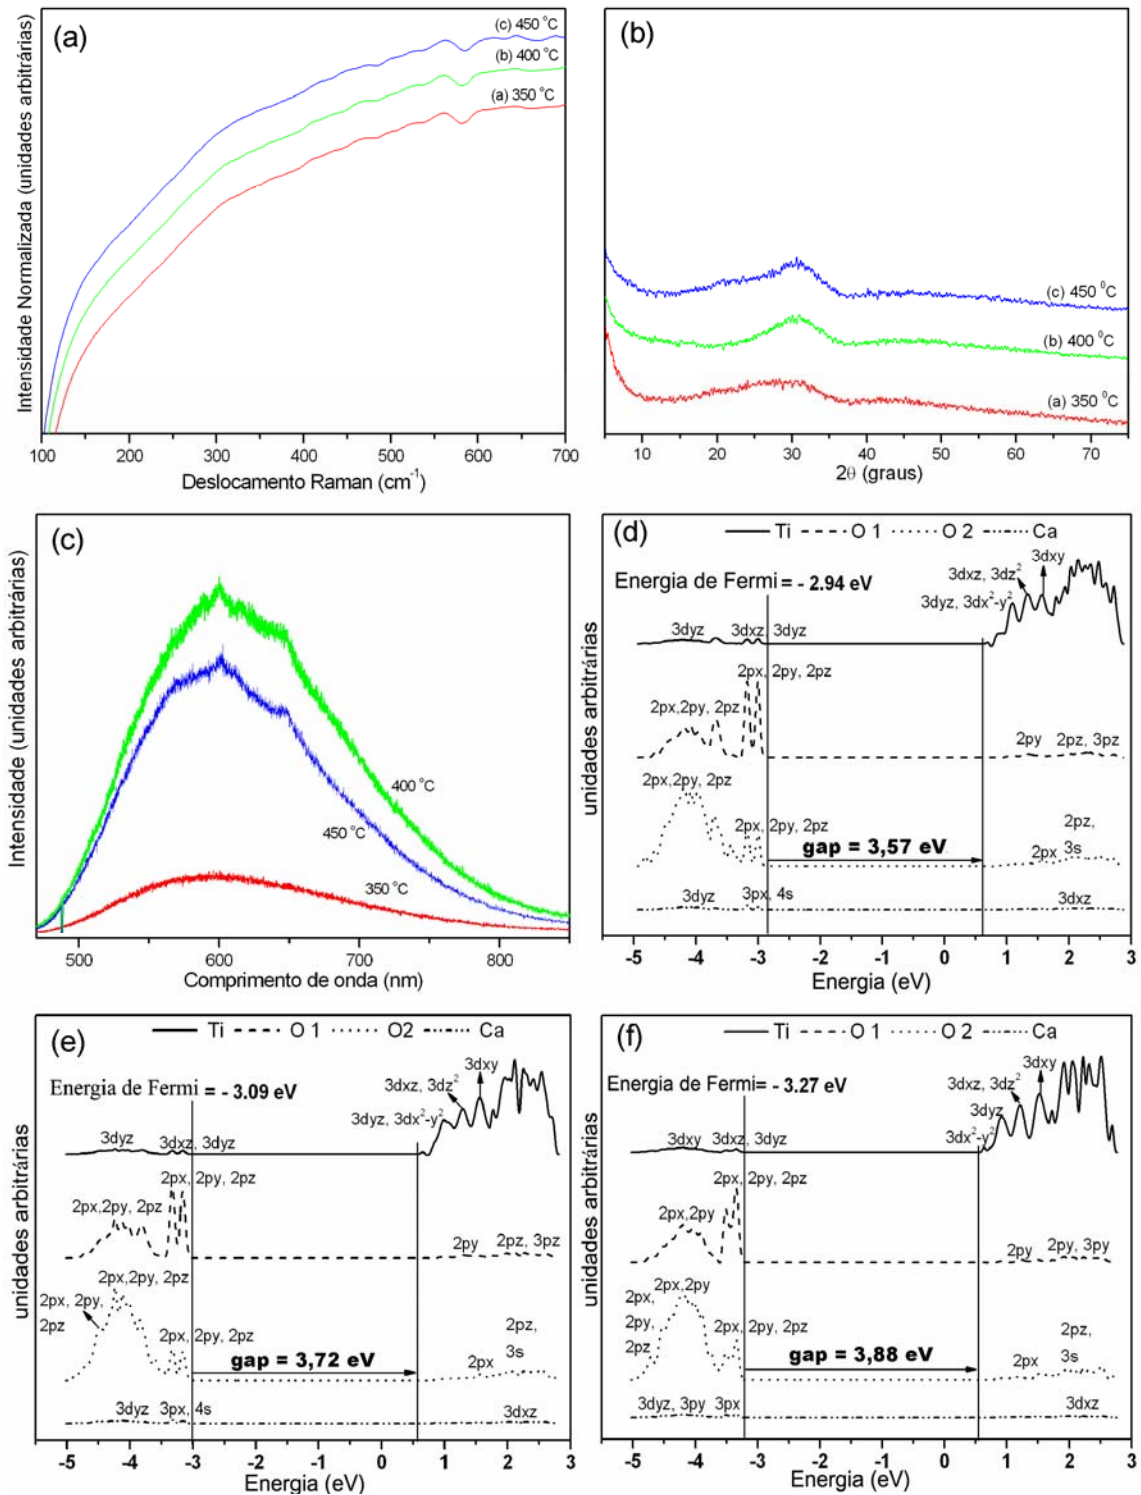 (a)
(c) 450 °C
(b) 400 °C
(a) 350 °C
Intensidade Normalizada (unidades arbitrárias)
100 200 300 400 500 600 700
Deslocamento Raman (cm⁻¹)
(b)
(c) 450 ⁰C
(b) 400 ⁰C
(a) 350 ⁰C
10 20 30 40 50 60 70
2θ (graus)
(c)
Intensidade (unidades arbitrárias)
400 °C
450 °C
350 °C
500 600 700 800
Comprimento de onda (nm)
(d)
Ti O 1 O 2 Ca
Energia de Fermi = - 2.94 eV
3dxy
3dxz, 3dz²
3dyz, 3dx²-y²
3dyz 3dxz, 3dyz
2px, 2py, 2pz
2px,2py, 2pz
2py 2pz, 3pz
2px,2py, 2pz
2px, 2py, 2pz
2pz,
3s
2px
gap = 3,57 eV
3dyz 3px, 4s 3dxz
unidades arbitrárias
-5 -4 -3 -2 -1 0 1 2 3
Energia (eV)
(e)
Ti O 1 O2 Ca
Energia de Fermi = - 3.09 eV
3dxy
3dxz, 3dz²
3dyz, 3dx²-y²
3dyz 3dxz, 3dyz
2px, 2py, 2pz
2px,2py, 2pz
2py 2pz, 3pz
2px,2py, 2pz
2px, 2py,
2pz
2px, 2py, 2pz
2pz,
3s
2px
gap = 3,72 eV
3dyz 3px, 4s 3dxz
unidades arbitrárias
-5 -4 -3 -2 -1 0 1 2 3
Energia (eV)
(f)
Ti O 1 O 2 Ca
Energia de Fermi = - 3.27 eV
3dxy
3dxz, 3dz²
3dyz
3dx²-y²
3dxy 3dxz, 3dyz
2px, 2py, 2pz
2px,2py
2py 2py, 3py
2px,2py
2px,
2py,
2pz
2px, 2py, 2pz
2pz,
3s
2px
gap = 3,88 eV
3dyz, 3py 3px 3dxz
unidades arbitrárias
-5 -4 -3 -2 -1 0 1 2 3
Energia (eV)